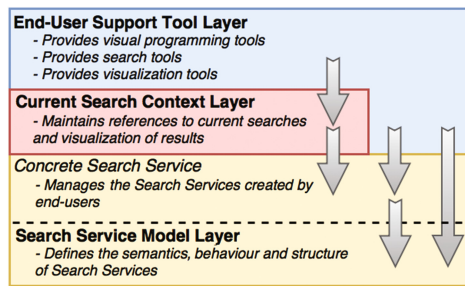 End-User Support Tool Layer
- Provides visual programming tools
- Provides search tools
- Provides visualization tools
Current Search Context Layer
- Maintains references to current searches
and visualization of results
Concrete Search Service
- Manages the Search Services created by
end-users
Search Service Model Layer
- Defines the semantics, behaviour and structure
of Search Services